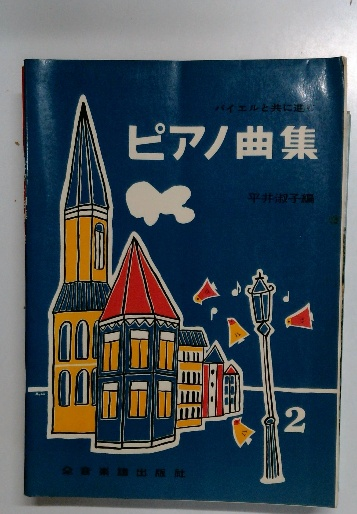 バイエルと共に進む
ピアノ曲集
平井淑子編
2
全音楽譜出版社